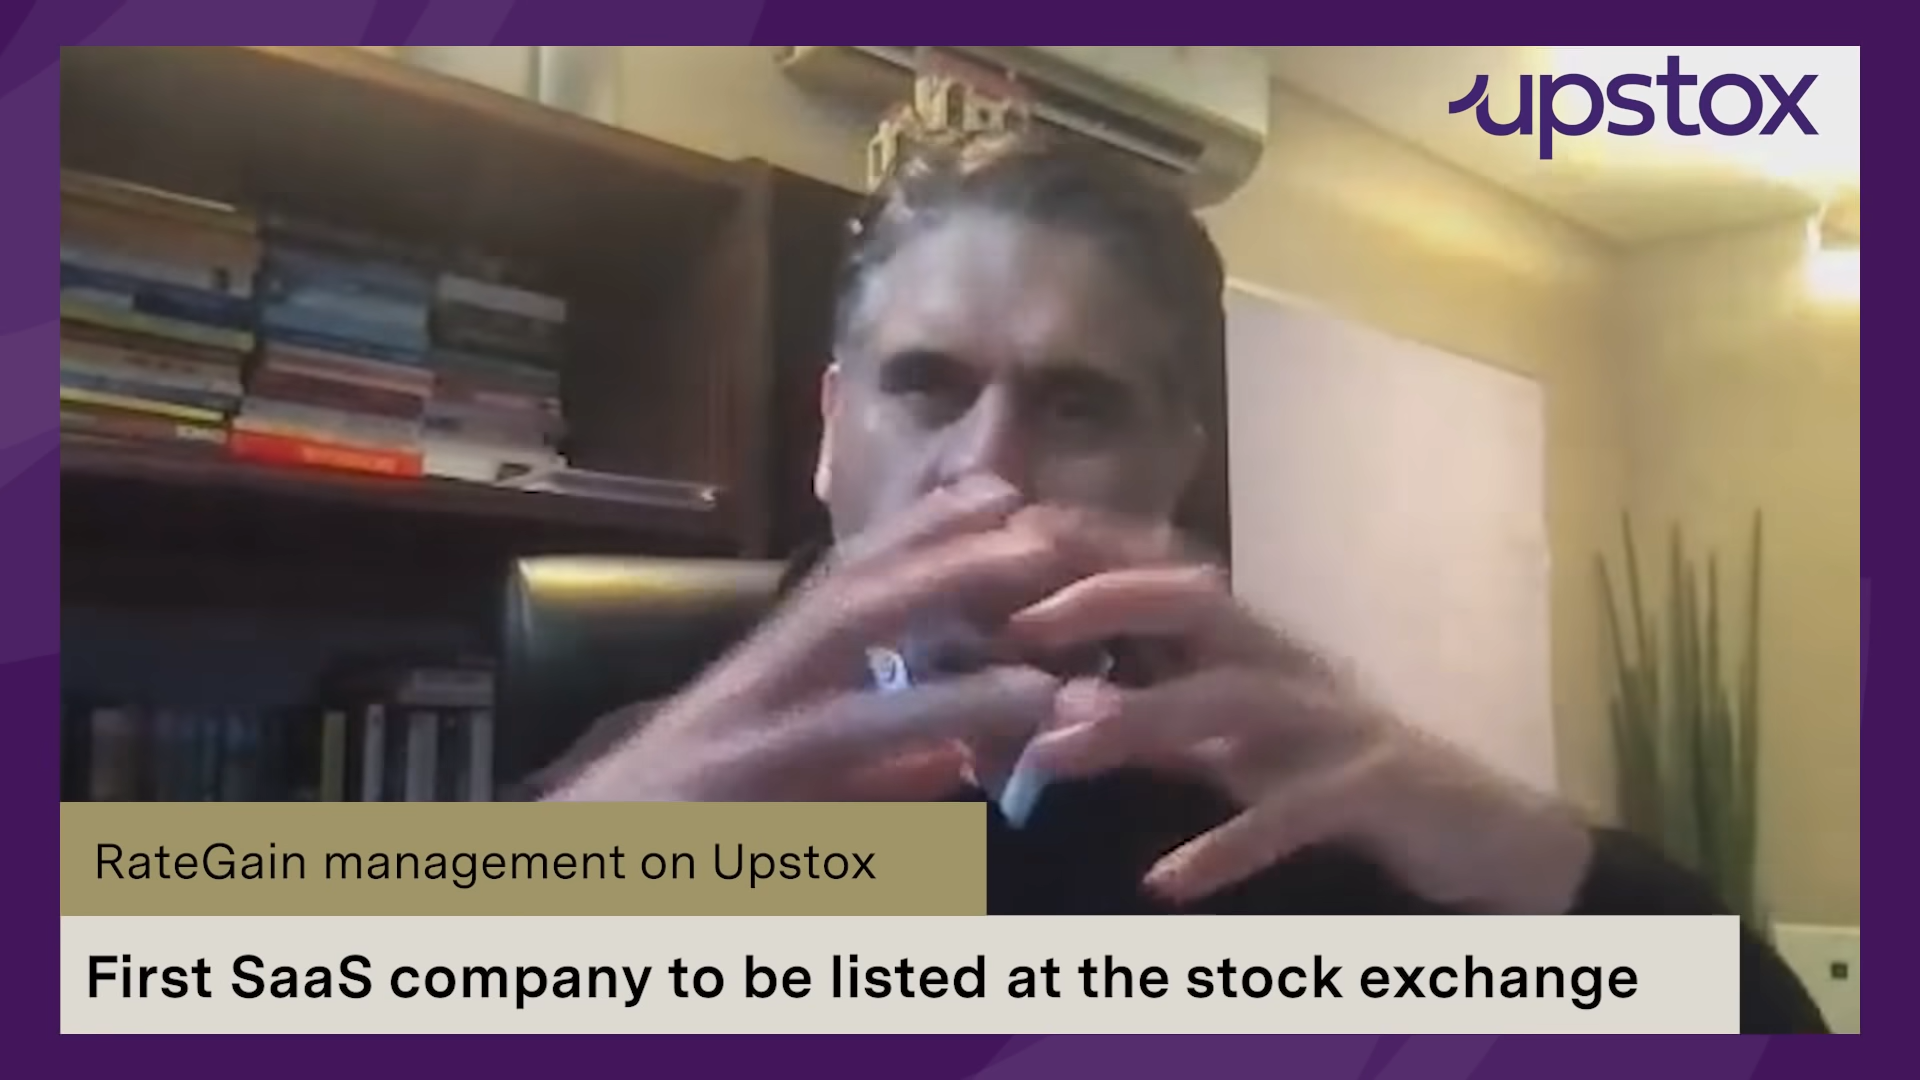 upstox
RateGain management on Upstox
First SaaS company to be listed at the stock exchange